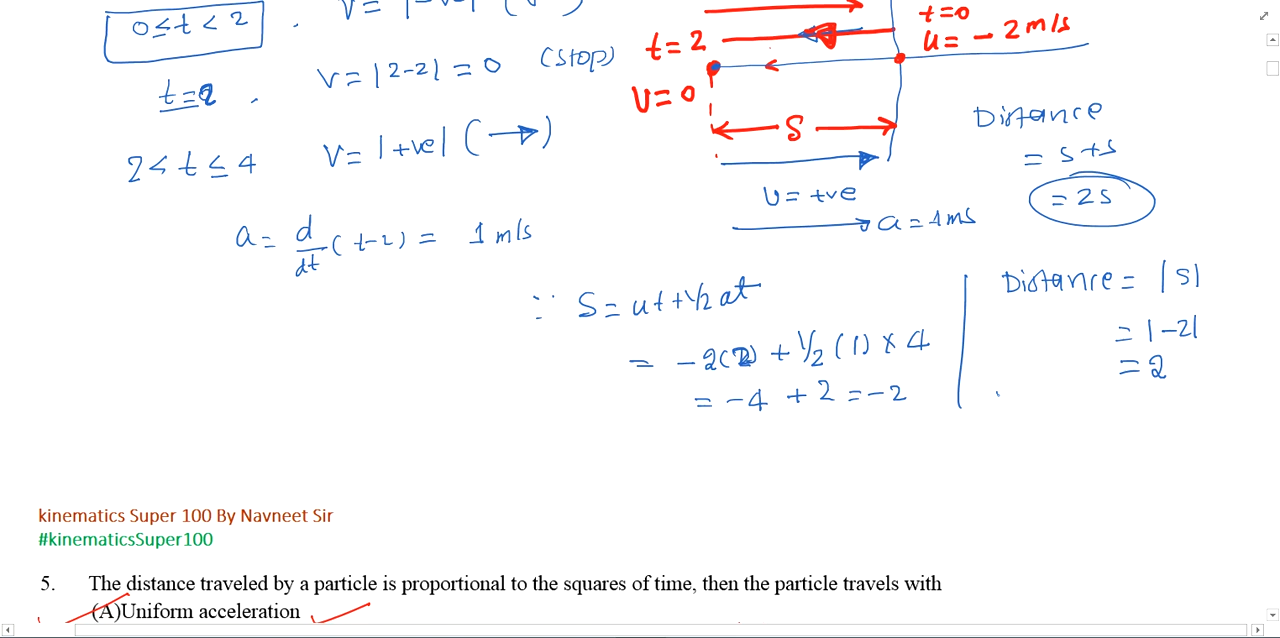 0 ≤ t < 2
t=0
u = - 2 m/s
t = 2
V = |2-2| = 0 (Stop)
t=2
V= 0
S
Distance
= S + S
= 2S
2 < t ≤ 4 V = |+ve| (→)
U = +ve
a = 1 ms
a = d/dt (t-2) = 1 m/s
∵ S = ut + 1/2 at
= -2(2) + 1/2 (1) × 4
= -4 + 2 = -2
Distance = |S|
= |-2|
= 2
kinematics Super 100 By Navneet Sir
#kinematicsSuper100
5. The distance traveled by a particle is proportional to the squares of time, then the particle travels with
(A)Uniform acceleration